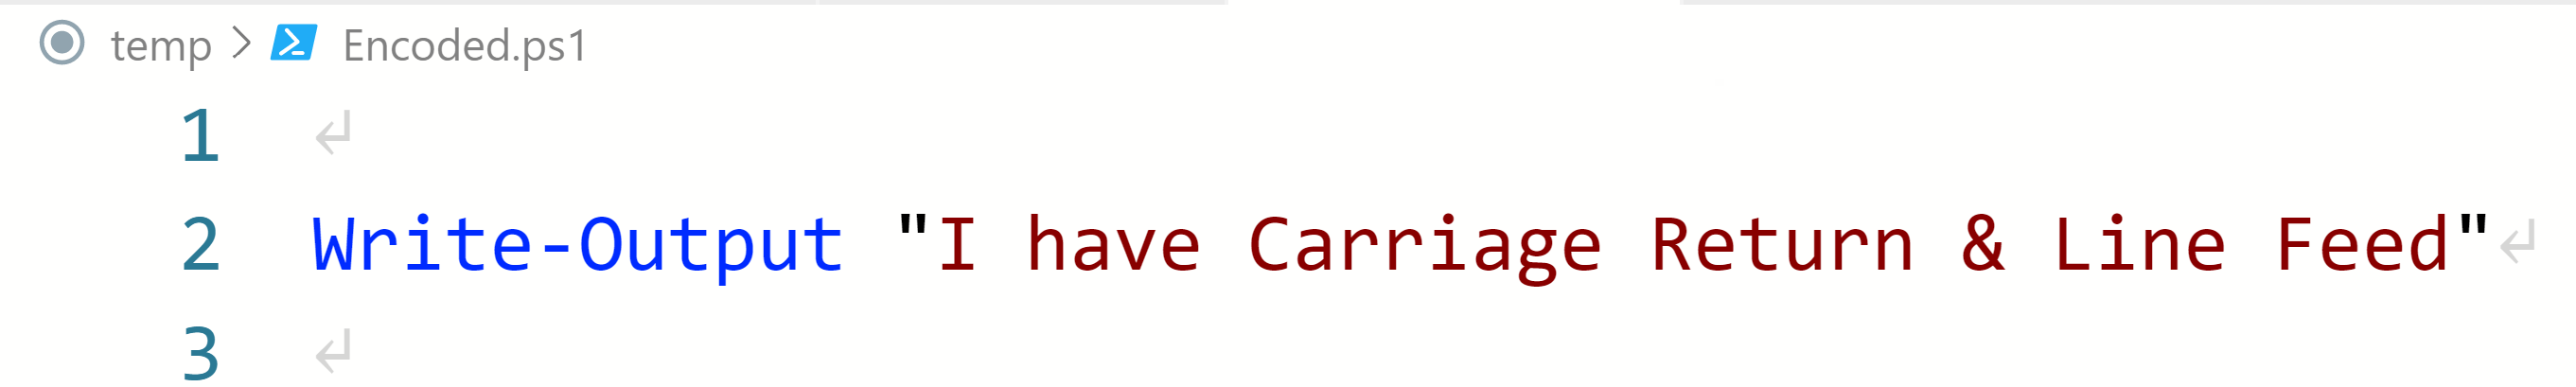 temp > Encoded.ps1
1 ↵
2 Write-Output "I have Carriage Return & Line Feed"↵
3 ↵